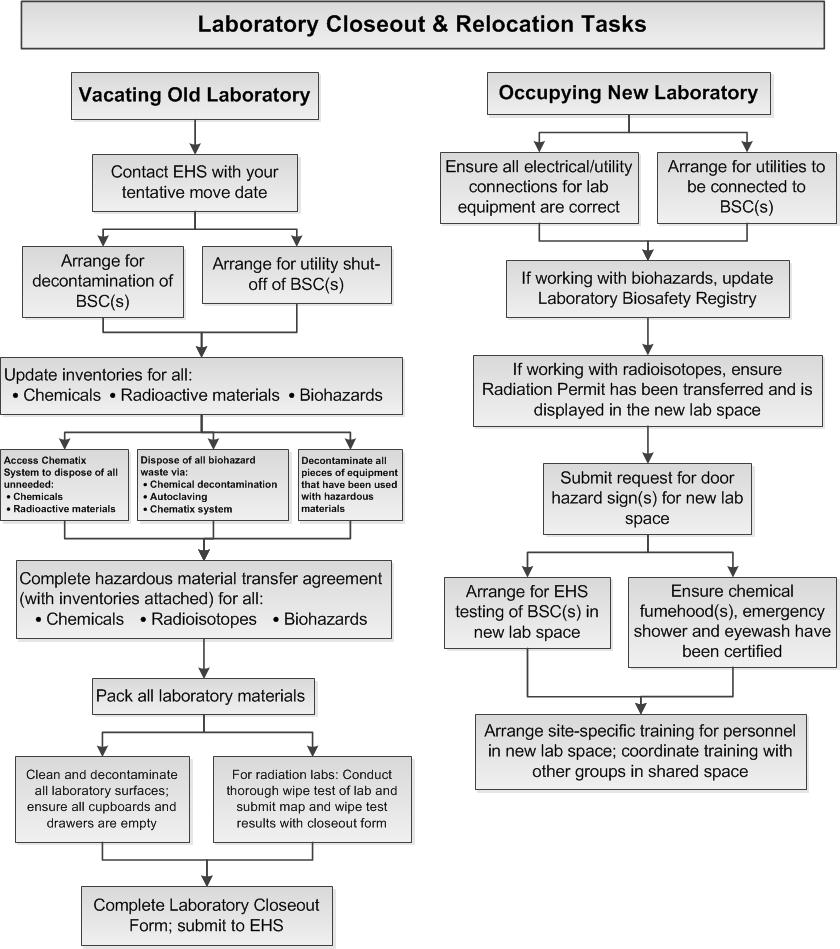 Laboratory Closeout & Relocation Tasks
Vacating Old Laboratory
Contact EHS with your
tentative move date
Arrange for
decontamination of
BSC(s)
Arrange for utility shut-
off of BSC(s)
Update inventories for all:
• Chemicals • Radioactive materials • Biohazards
Access Chematix
System to dispose of all
unneeded:
• Chemicals
• Radioactive materials
Dispose of all biohazard
waste via:
• Chemical decontamination
• Autoclaving
• Chematix system
Decontaminate all
pieces of equipment
that have been used
with hazardous
materials
Complete hazardous material transfer agreement
(with inventories attached) for all:
• Chemicals • Radioisotopes • Biohazards
Pack all laboratory materials
Clean and decontaminate
all laboratory surfaces;
ensure all cupboards and
drawers are empty
For radiation labs: Conduct
thorough wipe test of lab and
submit map and wipe test
results with closeout form
Complete Laboratory Closeout
Form; submit to EHS
Occupying New Laboratory
Ensure all electrical/utility
connections for lab
equipment are correct
Arrange for utilities to
be connected to
BSC(s)
If working with biohazards, update
Laboratory Biosafety Registry
If working with radioisotopes, ensure
Radiation Permit has been transferred and is
displayed in the new lab space
Submit request for door
hazard sign(s) for new lab
space
Arrange for EHS
testing of BSC(s) in
new lab space
Ensure chemical
fumehood(s), emergency
shower and eyewash have
been certified
Arrange site-specific training for personnel
in new lab space; coordinate training with
other groups in shared space